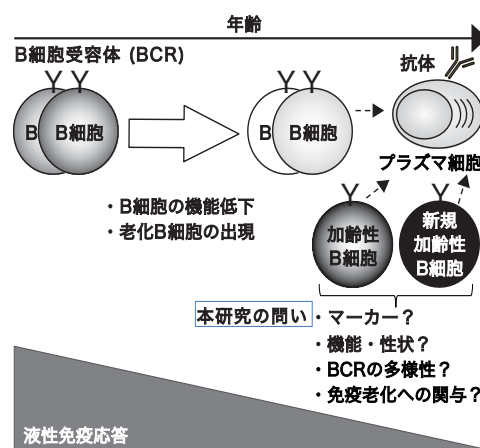 年齢
B細胞受容体 (BCR)
抗体
B
B細胞
B
B細胞
プラズマ細胞
・B細胞の機能低下
・老化B細胞の出現
加齢性
B細胞
新規
加齢性
B細胞
本研究の問い
・マーカー?
・機能・性状?
・BCRの多様性?
・免疫老化への関与?
液性免疫応答